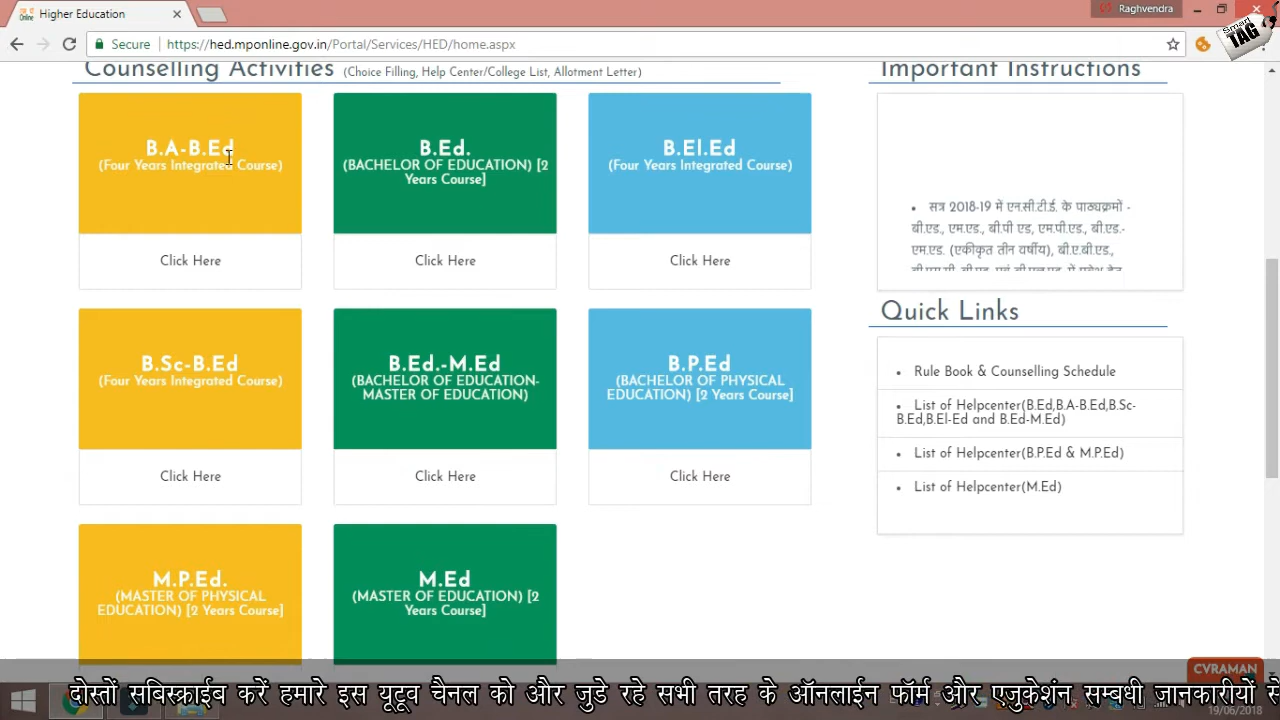 Higher Education
Raghvendra
Secure
https://hed.mponline.gov.in/Portal/Services/HED/home.aspx
Smart
TAG
Counselling Activities (Choice Filling, Help Center/College List, Allotment Letter)
B.A-B.Ed
(Four Years Integrated Course)
Click Here
B.Ed.
(BACHELOR OF EDUCATION) [2
Years Course]
Click Here
B.El.Ed
(Four Years Integrated Course)
Click Here
B.Sc-B.Ed
(Four Years Integrated Course)
Click Here
B.Ed.-M.Ed
(BACHELOR OF EDUCATION-
MASTER OF EDUCATION)
Click Here
B.P.Ed
(BACHELOR OF PHYSICAL
EDUCATION) [2 Years Course]
Click Here
M.P.Ed.
(MASTER OF PHYSICAL
EDUCATION) [2 Years Course]
M.Ed
(MASTER OF EDUCATION) [2
Years Course]
Important Instructions
• सत्र 2018-19 में एन.सी.टी.ई. के पाठ्यक्रमों -
बी.एड., एम.एड., बी.पी एड, एम.पी.एड., बी.एड.-
एम.एड. (एकीकृत तीन वर्षीय), बी.ए.बी.एड.,
Quick Links
• Rule Book & Counselling Schedule
• List of Helpcenter(B.Ed,B.A-B.Ed,B.Sc-
B.Ed,B.El-Ed and B.Ed-M.Ed)
• List of Helpcenter(B.P.Ed & M.P.Ed)
• List of Helpcenter(M.Ed)
CVRAMAN
दोस्तों सबिस्क्राईब करें हमारे इस यूटूव चैनल को और जुडे रहे सभी तरह के ऑनलाईन फॉर्म और एजुकेशंन सम्बधी जानकारीयों से
19/06/2018